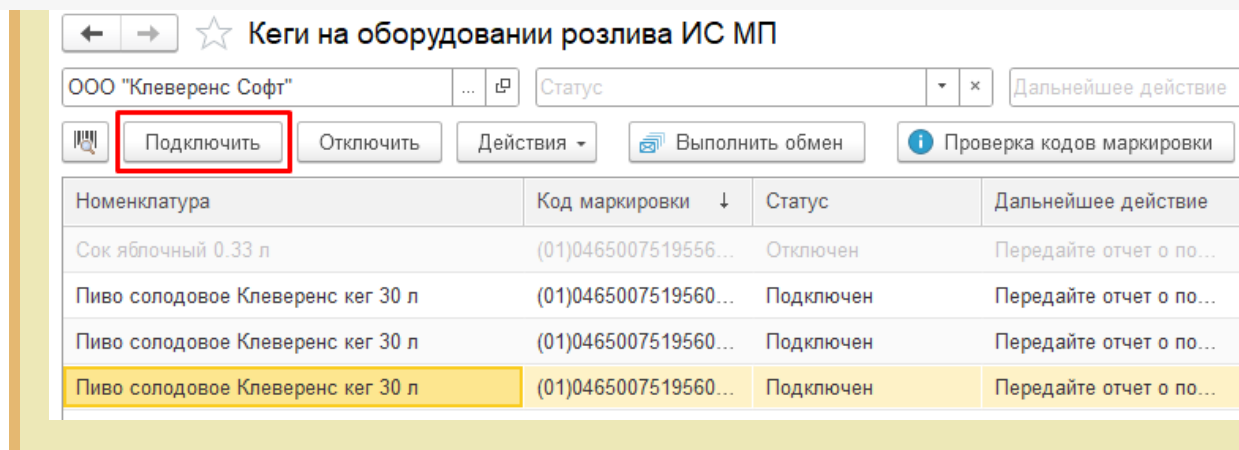 Кеги на оборудовании розлива ИС МП
ООО "Клеверенс Софт" ... Статус Дальнейшее действие
Подключить Отключить Действия Выполнить обмен Проверка кодов маркировки
Номенклатура Код маркировки ↓ Статус Дальнейшее действие
Сок яблочный 0.33 л (01)0465007519556... Отключен Передайте отчет о по...
Пиво солодовое Клеверенс кег 30 л (01)0465007519560... Подключен Передайте отчет о по...
Пиво солодовое Клеверенс кег 30 л (01)0465007519560... Подключен Передайте отчет о по...
Пиво солодовое Клеверенс кег 30 л (01)0465007519560... Подключен Передайте отчет о по...